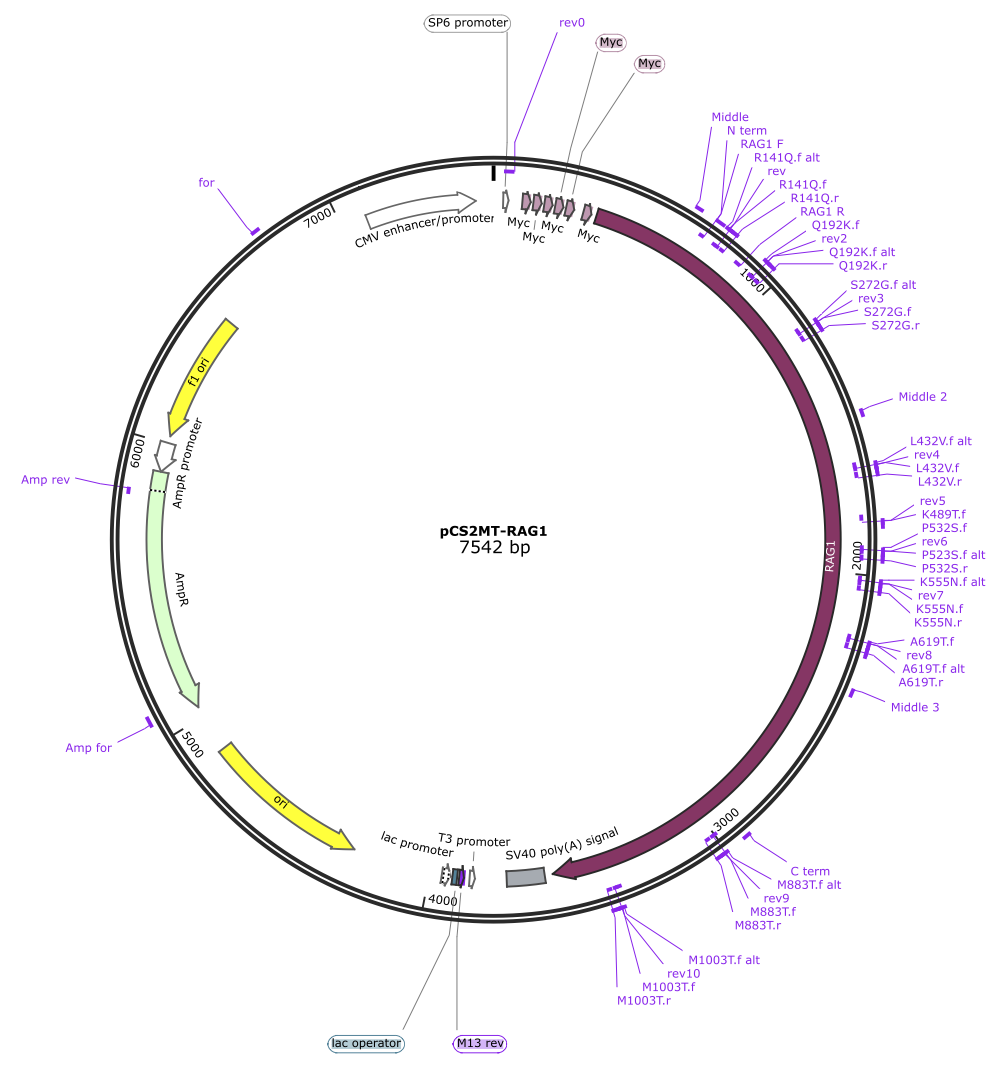 SP6 promoter
rev0
Myc
Myc
Middle
N term
RAG1 F
R141Q.f alt
rev
R141Q.f
R141Q.r
RAG1 R
Q192K.f
rev2
Q192K.f alt
Q192K.r
1000
S272G.f alt
rev3
S272G.f
S272G.r
Middle 2
L432V.f alt
rev4
L432V.f
L432V.r
rev5
K489T.f
P532S.f
rev6
P523S.f alt
P532S.r
2000
K555N.f alt
rev7
K555N.f
K555N.r
A619T.f
rev8
A619T.f alt
A619T.r
Middle 3
3000
C term
M883T.f alt
rev9
M883T.f
M883T.r
M1003T.f alt
rev10
M1003T.f
M1003T.r
RAG1
Myc
Myc
Myc
Myc
CMV enhancer/promoter
7000
for
f1 ori
6000
AmpR promoter
Amp rev
AmpR
Amp for
5000
ori
lac promoter
T3 promoter
SV40 poly(A) signal
4000
lac operator
M13 rev
pCS2MT-RAG1
7542 bp